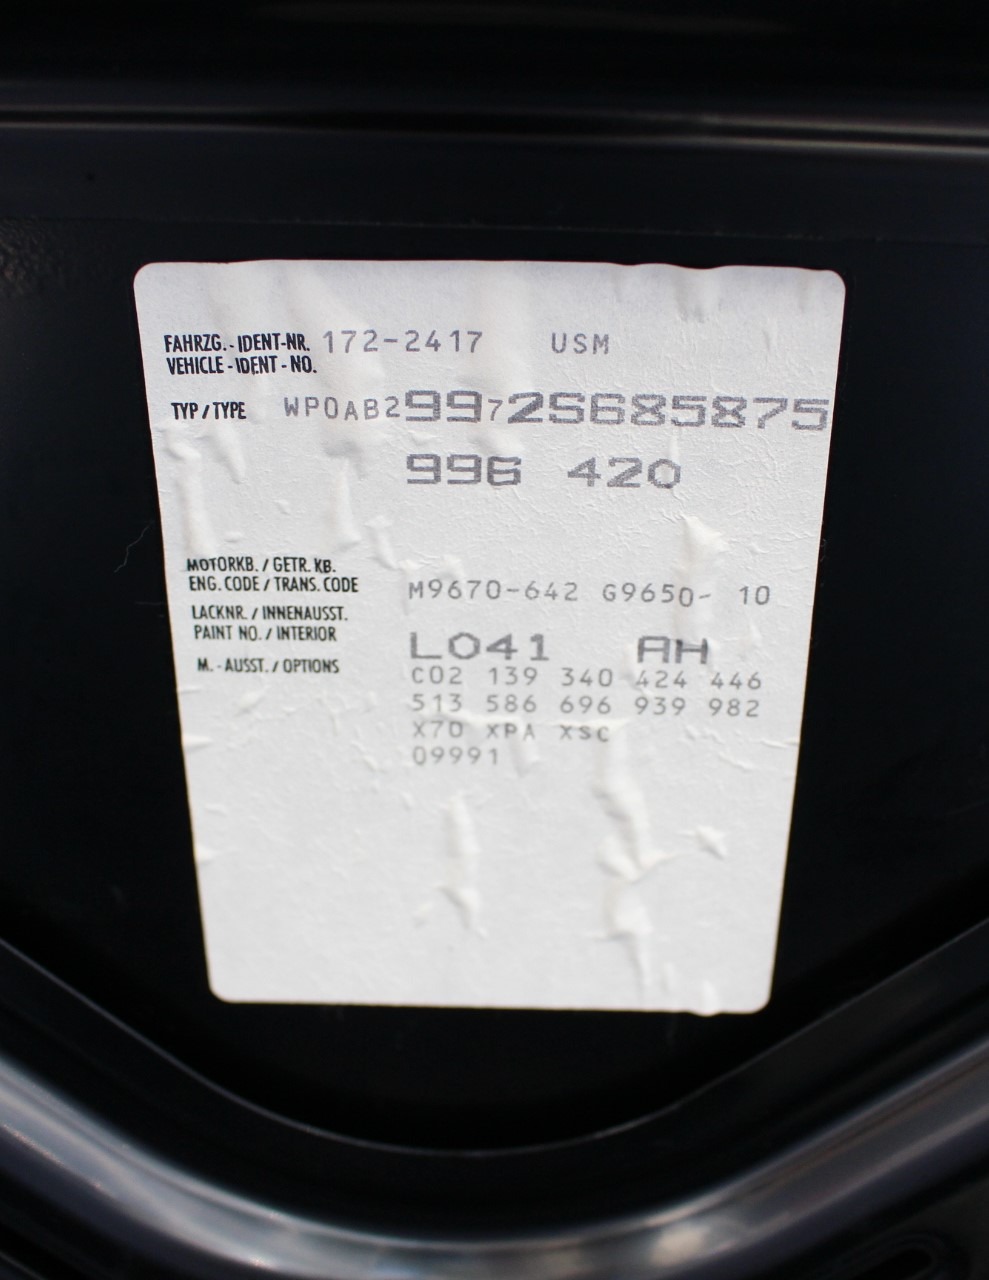 FAHRZG.-IDENT-NR. 172-2417 USM
VEHICLE-IDENT-NO.
TYP/TYPE WP0AB29972S685875
996 420
MOTORKB./GETR.KB.
ENG.CODE/TRANS.CODE M9670-642 G9650- 10
LACKNR./INNENAUSST.
PAINT NO./INTERIOR L041 AH
M.-AUSST./OPTIONS C02 139 340 424 446
513 586 696 939 982
X70 XPA XSC
09991